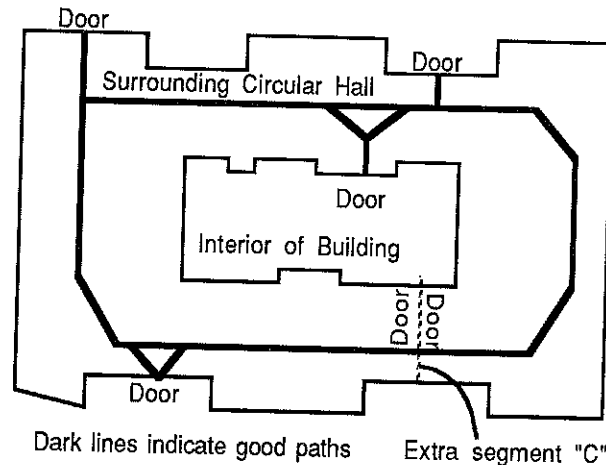 Door
Door
Surrounding Circular Hall
Door
Interior of Building
Door
Door
Door
Dark lines indicate good paths
Extra segment "C"